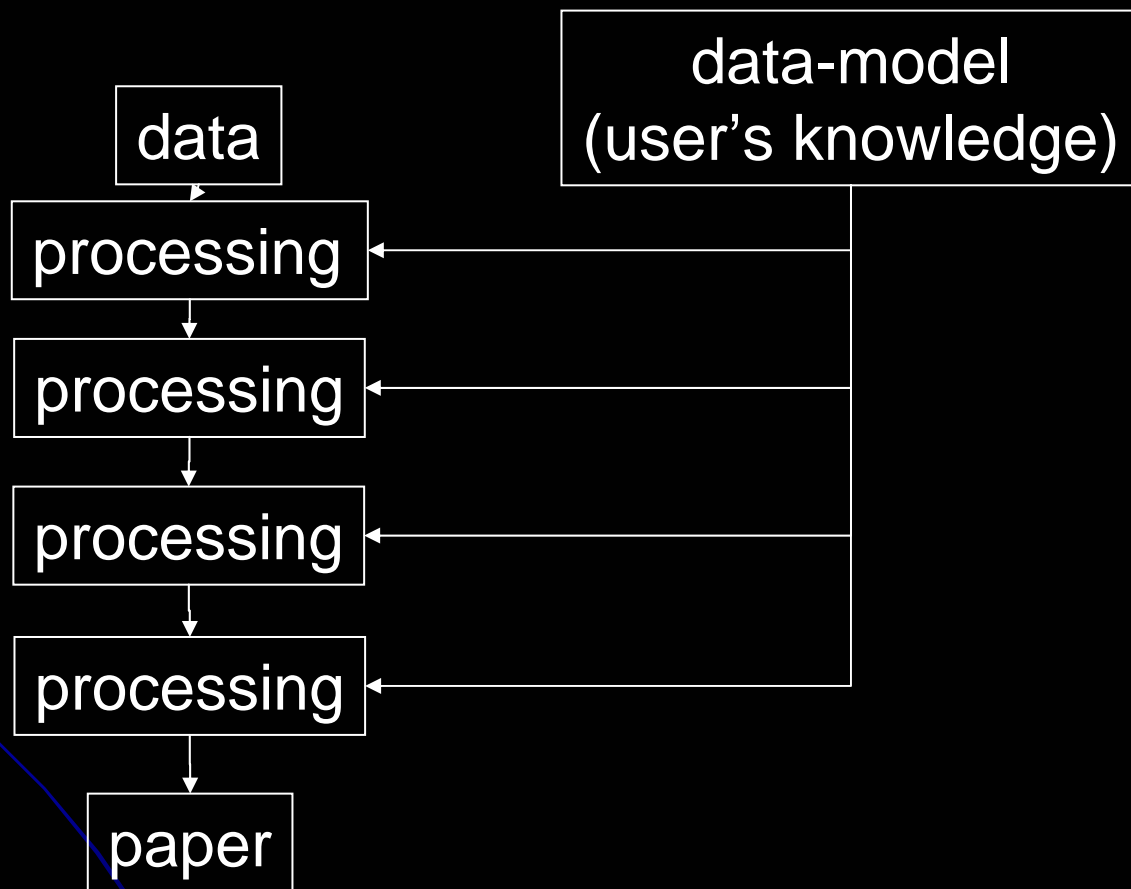 data
data-model
(user's knowledge)
processing
processing
processing
processing
paper